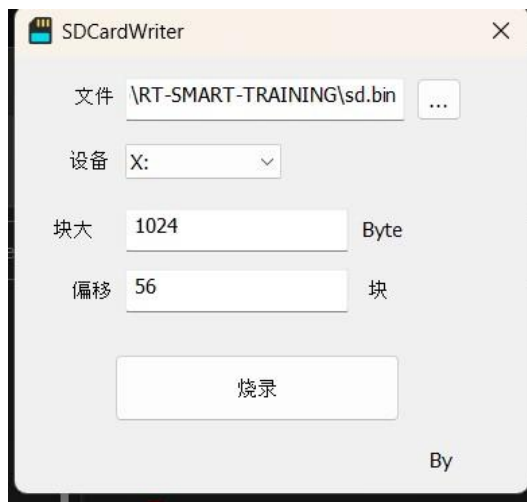 SDCardWriter
文件 \RT-SMART-TRAINING\sd.bin ...
设备 X:
块大 1024 Byte
偏移 56 块
烧录
By